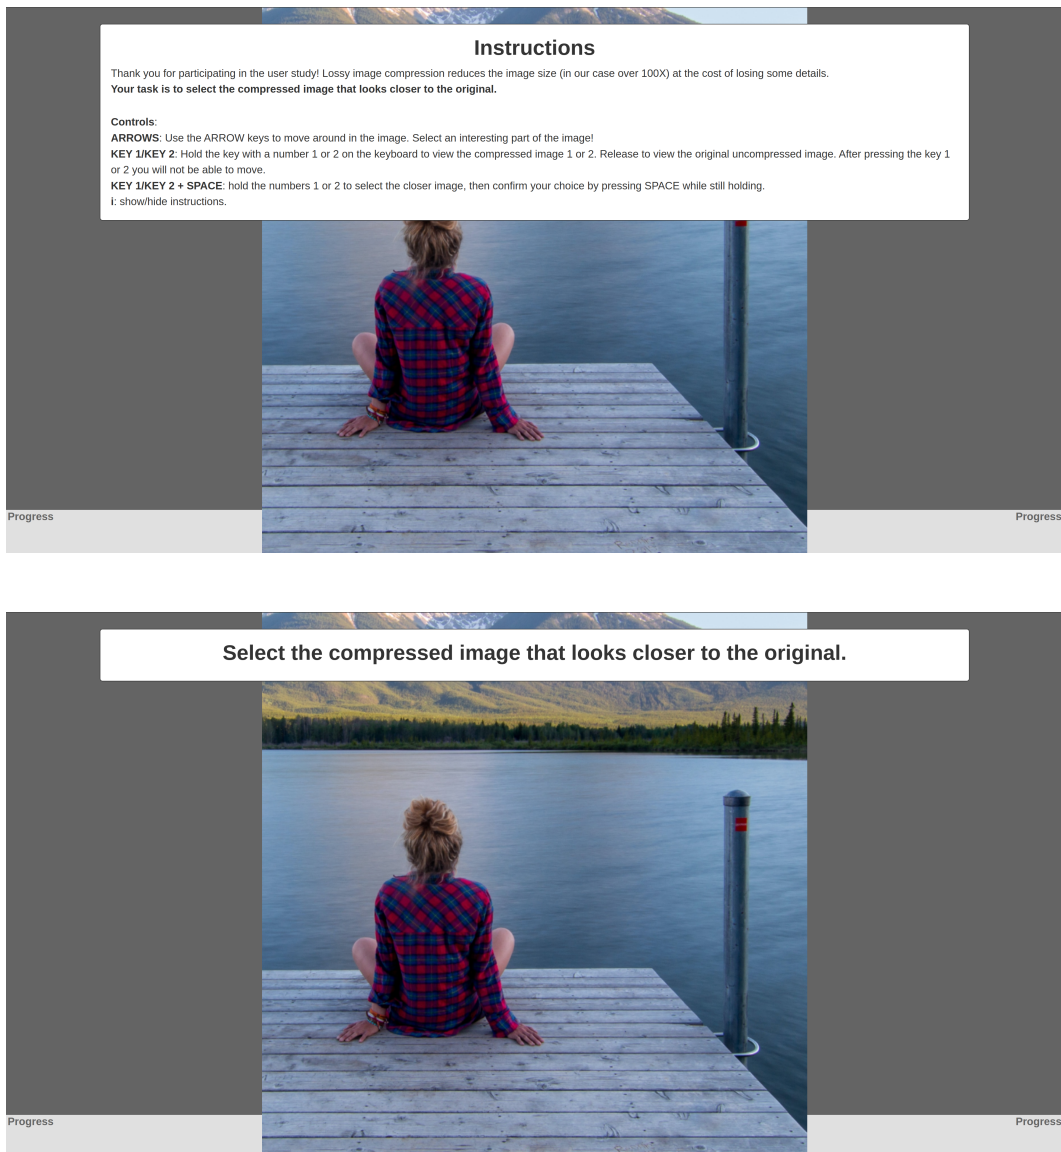 Instructions
Thank you for participating in the user study! Lossy image compression reduces the image size (in our case over 100X) at the cost of losing some details.
Your task is to select the compressed image that looks closer to the original.
Controls:
ARROWS: Use the ARROW keys to move around in the image. Select an interesting part of the image!
KEY 1/KEY 2: Hold the key with a number 1 or 2 on the keyboard to view the compressed image 1 or 2. Release to view the original uncompressed image. After pressing the key 1
or 2 you will not be able to move.
KEY 1/KEY 2 + SPACE: hold the numbers 1 or 2 to select the closer image, then confirm your choice by pressing SPACE while still holding.
i: show/hide instructions.
Progress
Progress
Select the compressed image that looks closer to the original.
Progress
Progress